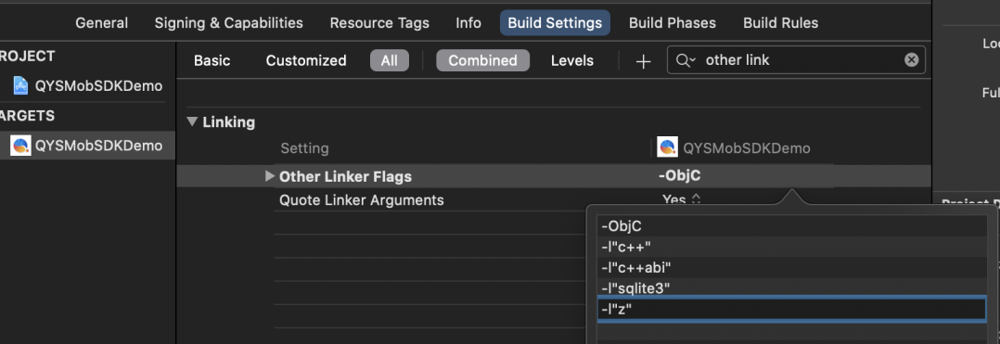 General Signing & Capabilities Resource Tags Info Build Settings Build Phases Build Rules
ROJECT
QYSMobSDKDemo
ARGETS
QYSMobSDKDemo
Basic Customized All Combined Levels + other link
Linking
Setting QYSMobSDKDemo
Other Linker Flags -ObjC
Quote Linker Arguments Yes
-ObjC
-l"c++"
-l"c++abi"
-l"sqlite3"
-l"z"
Lo
Ful